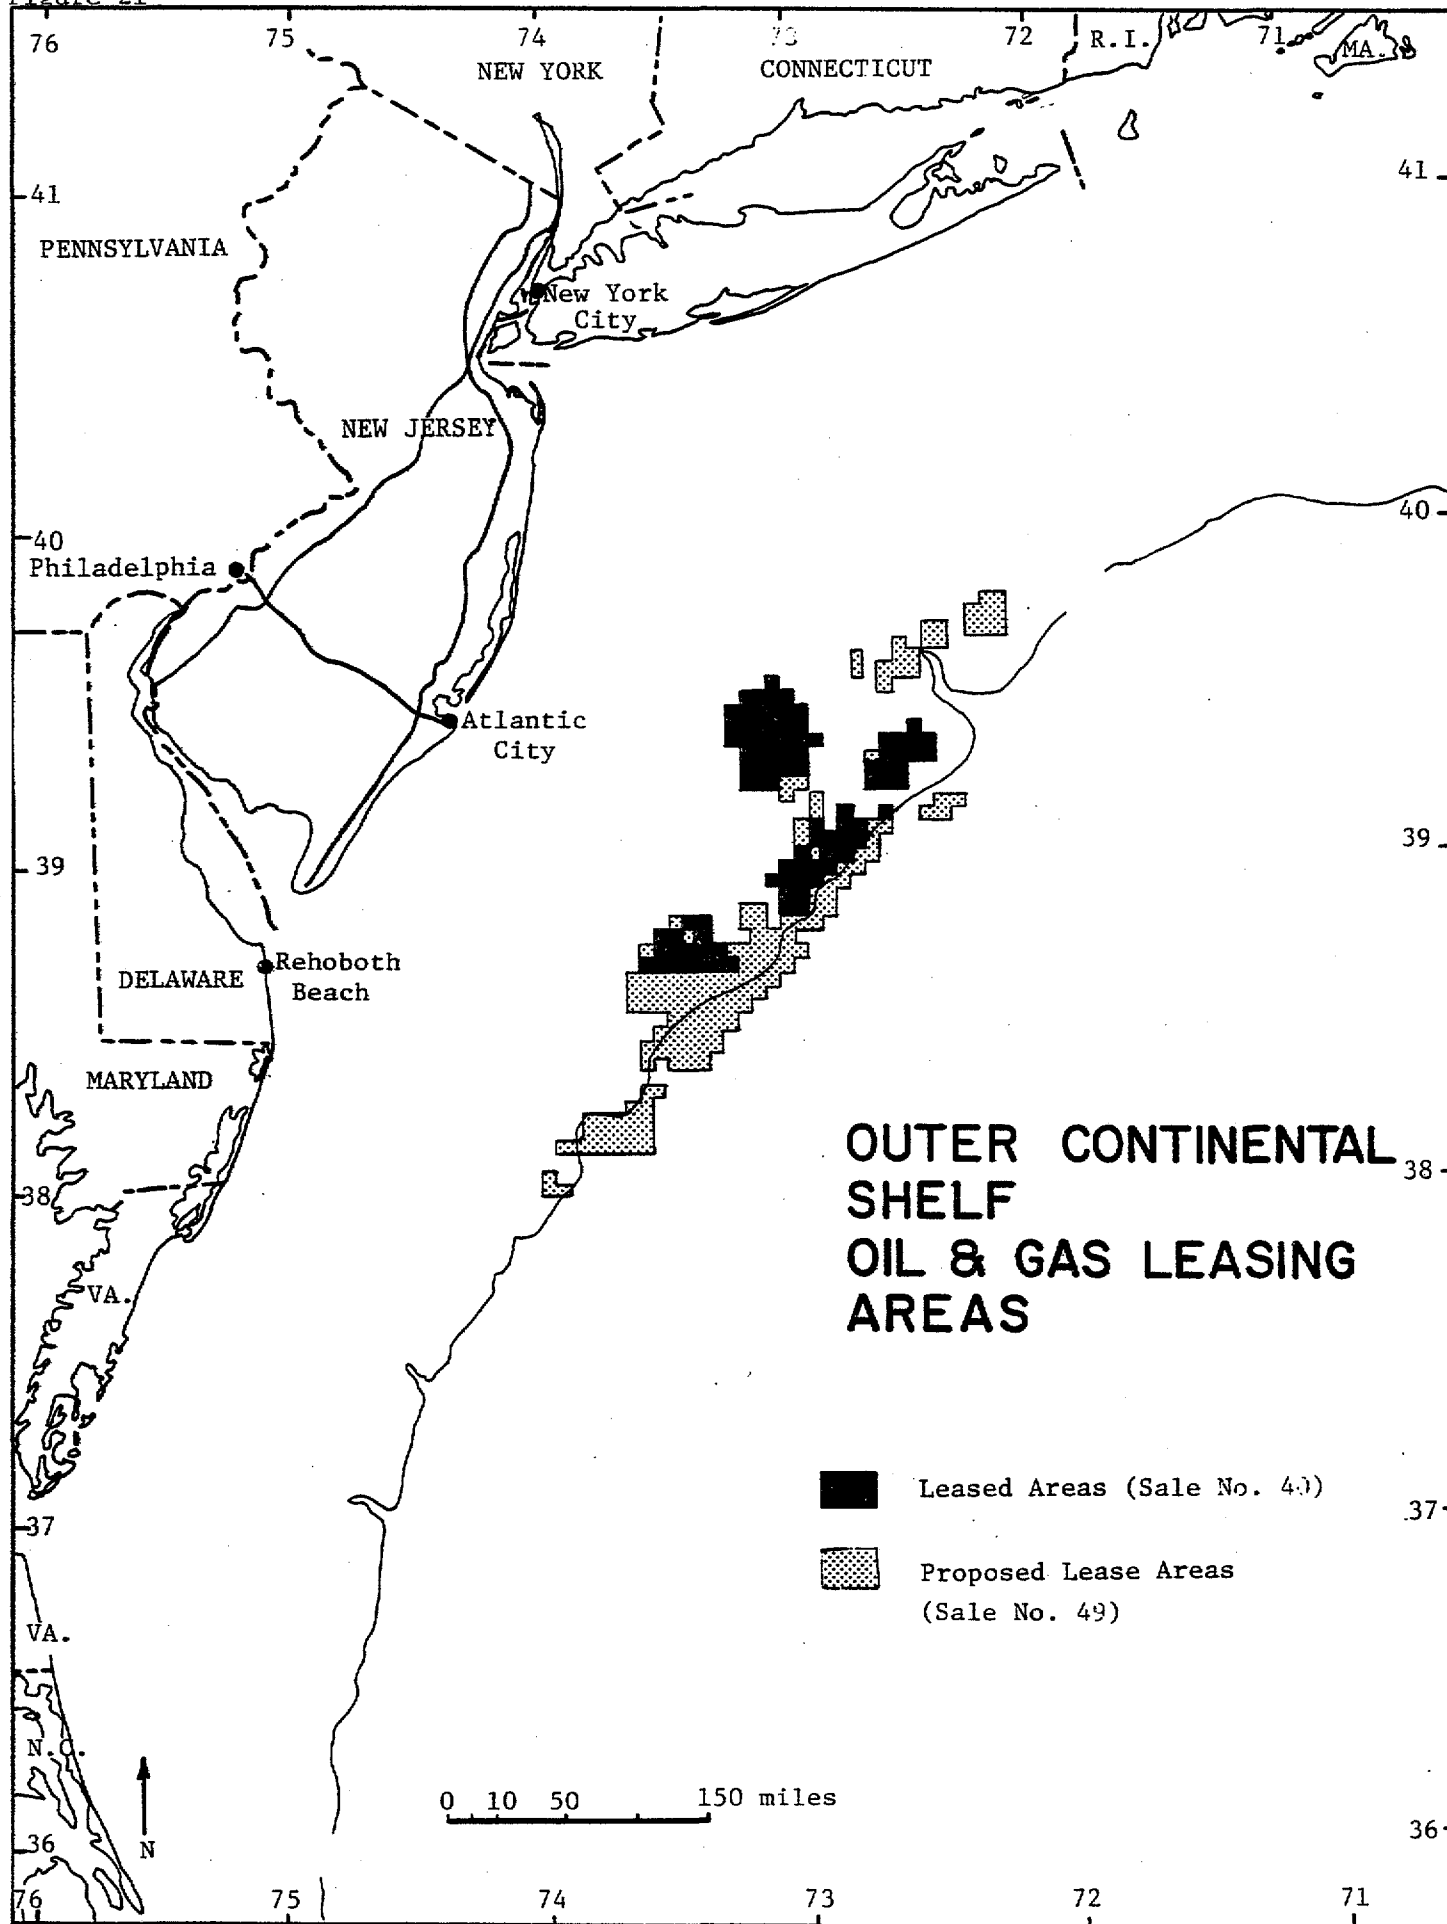 76 75 74 73 72 71
R.I.
MA.
NEW YORK CONNECTICUT
41 41
PENNSYLVANIA
New York
City
NEW JERSEY
40 40
Philadelphia
Atlantic
City
39 39
Rehoboth
Beach
DELAWARE
MARYLAND
OUTER CONTINENTAL
SHELF
OIL & GAS LEASING
AREAS
38 38
VA.
Leased Areas (Sale No. 40)
37 37
Proposed Lease Areas
(Sale No. 49)
VA.
N.C.
0 10 50 150 miles
N
36 36
76 75 74 73 72 71